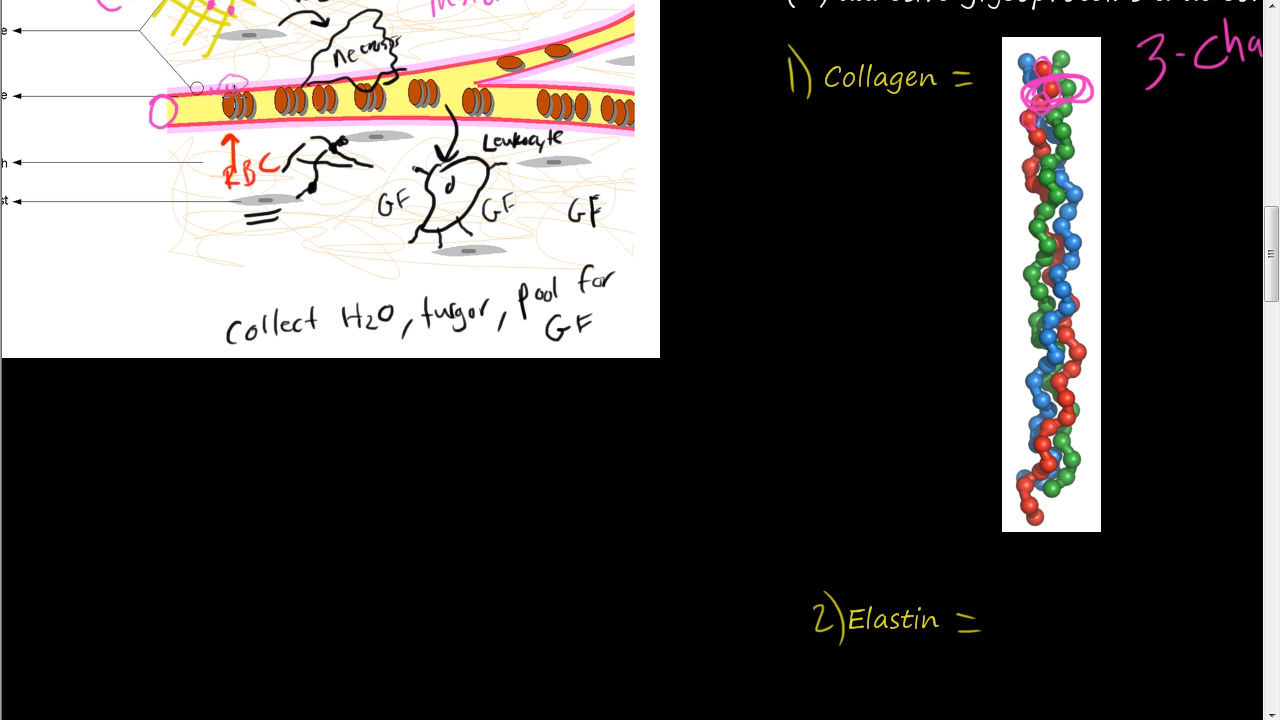 1) Collagen =
3-cha
necrosis
RBC
Leukocyte
GF
GF
GF
Collect H2O, turgor, pool for
GF
2) Elastin =